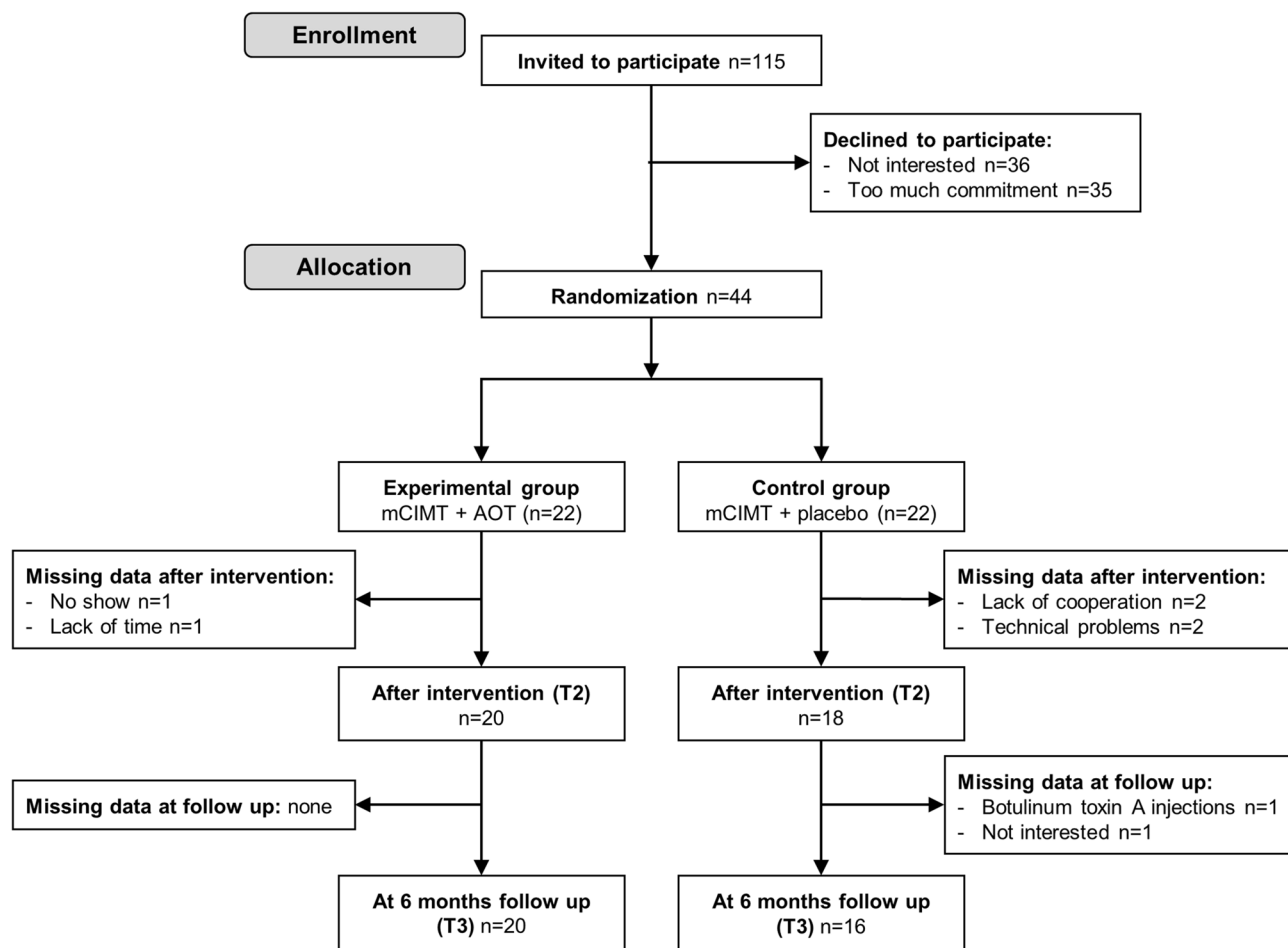 Enrollment
Invited to participate n=115
Declined to participate:
- Not interested n=36
- Too much commitment n=35
Allocation
Randomization n=44
Experimental group
mCIMT + AOT (n=22)
Control group
mCIMT + placebo (n=22)
Missing data after intervention:
- No show n=1
- Lack of time n=1
Missing data after intervention:
- Lack of cooperation n=2
- Technical problems n=2
After intervention (T2)
n=20
After intervention (T2)
n=18
Missing data at follow up: none
Missing data at follow up:
- Botulinum toxin A injections n=1
- Not interested n=1
At 6 months follow up
(T3) n=20
At 6 months follow up
(T3) n=16